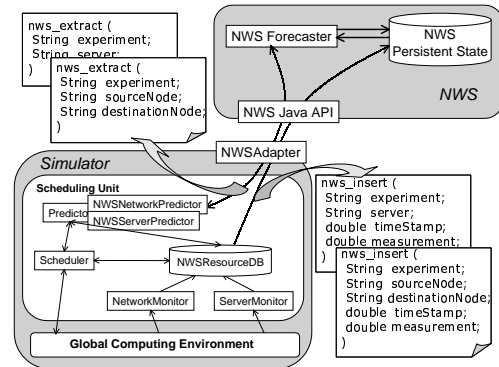 nws_extract (
String experiment;
String server;
)
nws_extract (
String experiment;
String sourceNode;
String destinationNode;
)
NWS Forecaster
NWS
Persistent State
NWS
NWS Java API
NWSAdapter
Simulator
Scheduling Unit
NWSNetworkPredictor
Predictor
NWSServerPredictor
Scheduler
NWSResourceDB
NetworkMonitor
ServerMonitor
Global Computing Environment
nws_insert (
String experiment;
String server;
double timeStamp;
double measurement;
)
nws_insert (
String experiment;
String sourceNode;
String destinationNode;
double timeStamp;
double measurement;
)